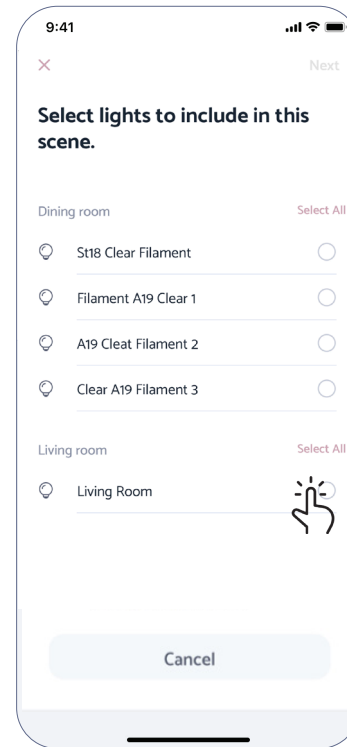 9:41
Next
Select lights to include in this
scene.
Dining room Select All
St18 Clear Filament
Filament A19 Clear 1
A19 Cleat Filament 2
Clear A19 Filament 3
Living room Select All
Living Room
Cancel